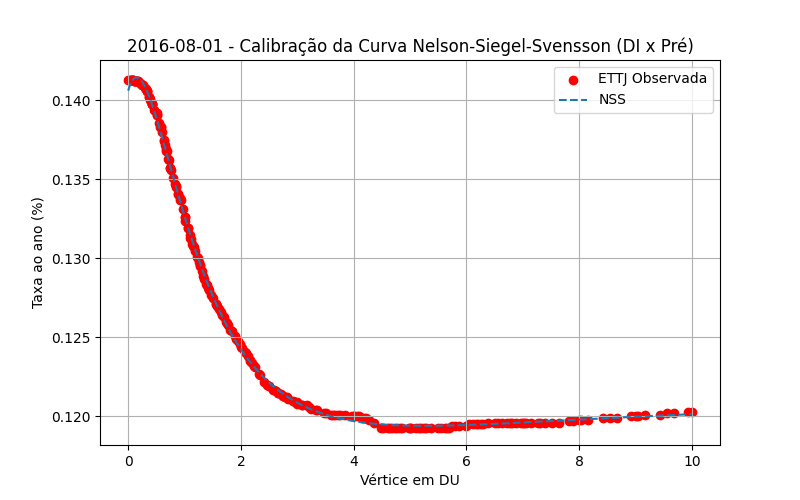 2016-08-01 - Calibração da Curva Nelson-Siegel-Svensson (DI x Pré)
ETTJ Observada
NSS
Taxa ao ano (%)
0.140
0.135
0.130
0.125
0.120
0 2 4 6 8 10
Vértice em DU